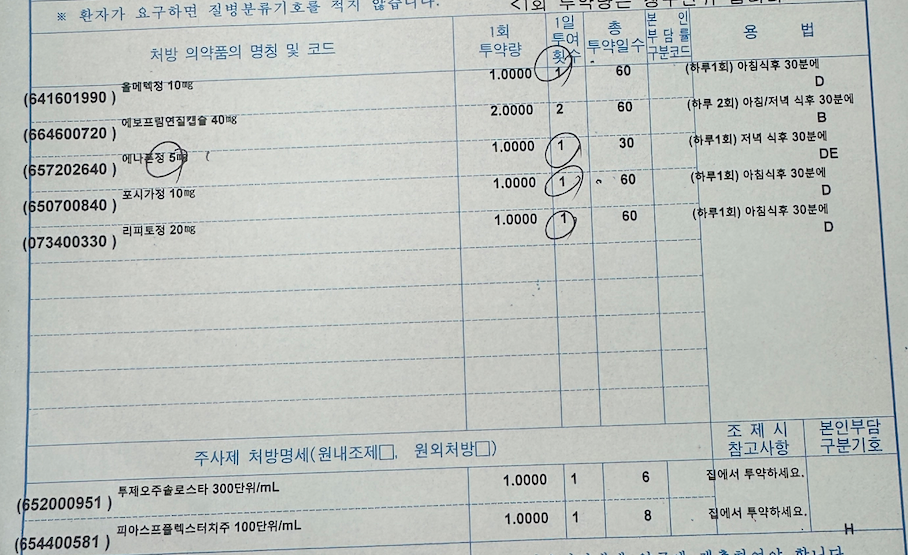 ※ 환자가 요구하면 질병분류기호를 적지 않습니다.
처방 의약품의 명칭 및 코드 1회 투약량 1일 투여 횟수 총 투약일수 본인 부담률 구분코드 용 법
(641601990 ) 올메텍정 10㎎ 1.0000 1 60 (하루1회) 아침식후 30분에 D
(664600720 ) 에보프림연질캡슐 40㎎ 2.0000 2 60 (하루 2회) 아침/저녁 식후 30분에 B
(657202640 ) 에나폰정 5㎎ 1.0000 1 30 (하루1회) 저녁 식후 30분에 DE
(650700840 ) 포시가정 10㎎ 1.0000 1 60 (하루1회) 아침식후 30분에 D
(073400330 ) 리피토정 20㎎ 1.0000 1 60 (하루1회) 아침식후 30분에 D
주사제 처방명세(원내조제□, 원외처방□) 조 제 시 참고사항 본인부담 구분기호
(652000951 ) 투제오주솔로스타 300단위/mL 1.0000 1 6 집에서 투약하세요.
(654400581 ) 피아스프플렉스터치주 100단위/mL 1.0000 1 8 집에서 투약하세요.
H